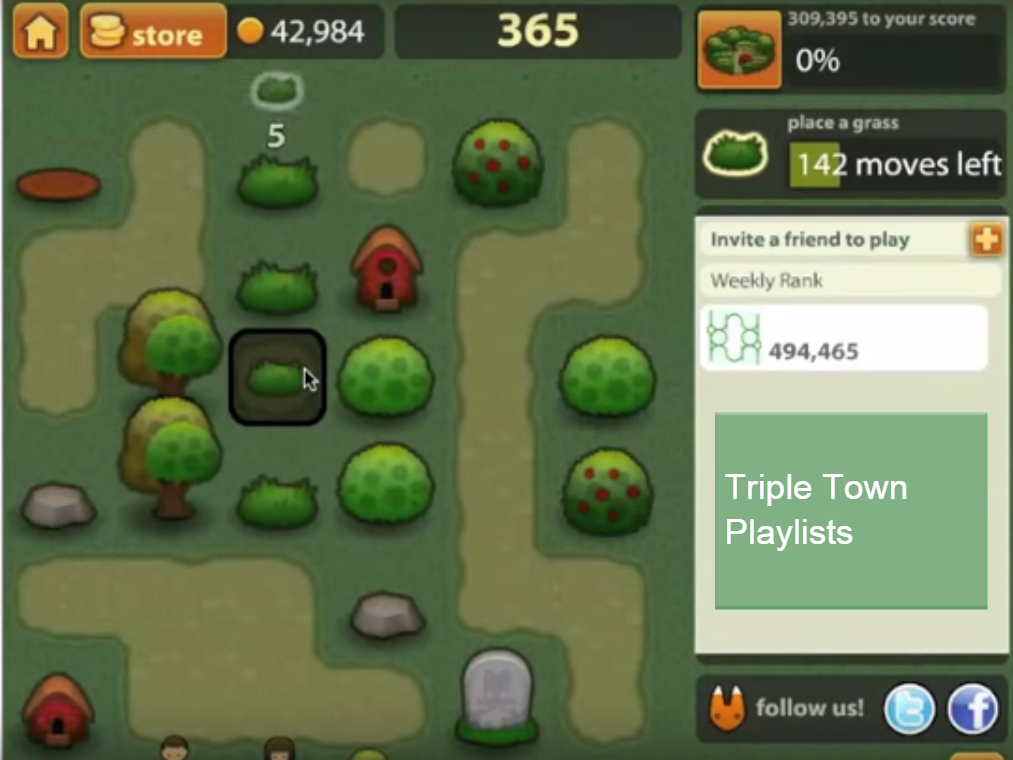 store
42,984
365
309,395 to your score
0%
5
place a grass
142 moves left
Invite a friend to play
Weekly Rank
494,465
Triple Town
Playlists
follow us!